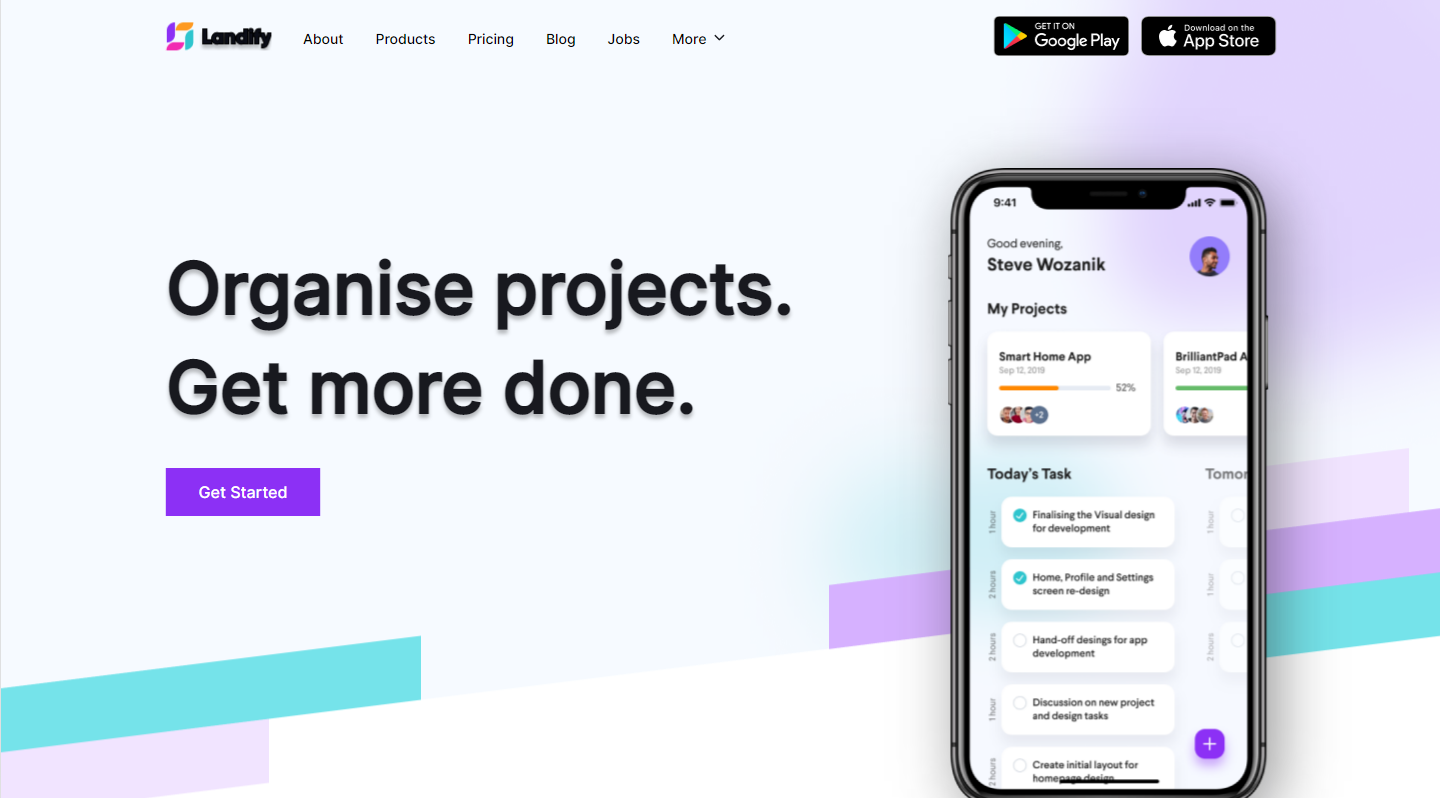 Landify
About
Products
Pricing
Blog
Jobs
More
GET IT ON
Google Play
Download on the
App Store
Organise projects.
Get more done.
Get Started
9:41
Good evening,
Steve Wozanik
My Projects
Smart Home App
Sep 12, 2019
52%
+2
BrilliantPad A
Sep 12, 2019
Today's Task
Tomor
1 hour
Finalising the Visual design
for development
1 hour
2 hours
Home, Profile and Settings
screen re-design
1 hour
2 hours
Hand-off desings for app
development
2 hours
1 hour
Discussion on new project
and design tasks
2 hours
Create initial layout for
homepage design